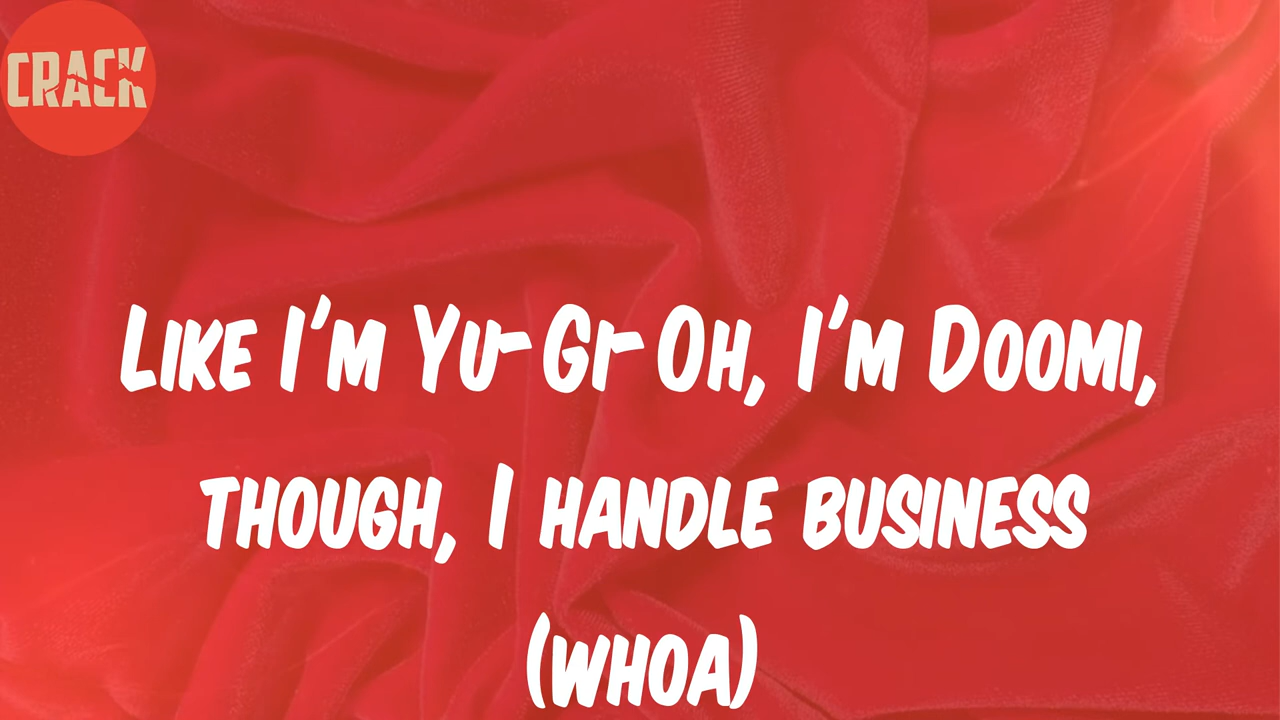 CRACK
Like I'm Yu-Gi-Oh, I'm Doomi,
though, I handle business
(whoa)